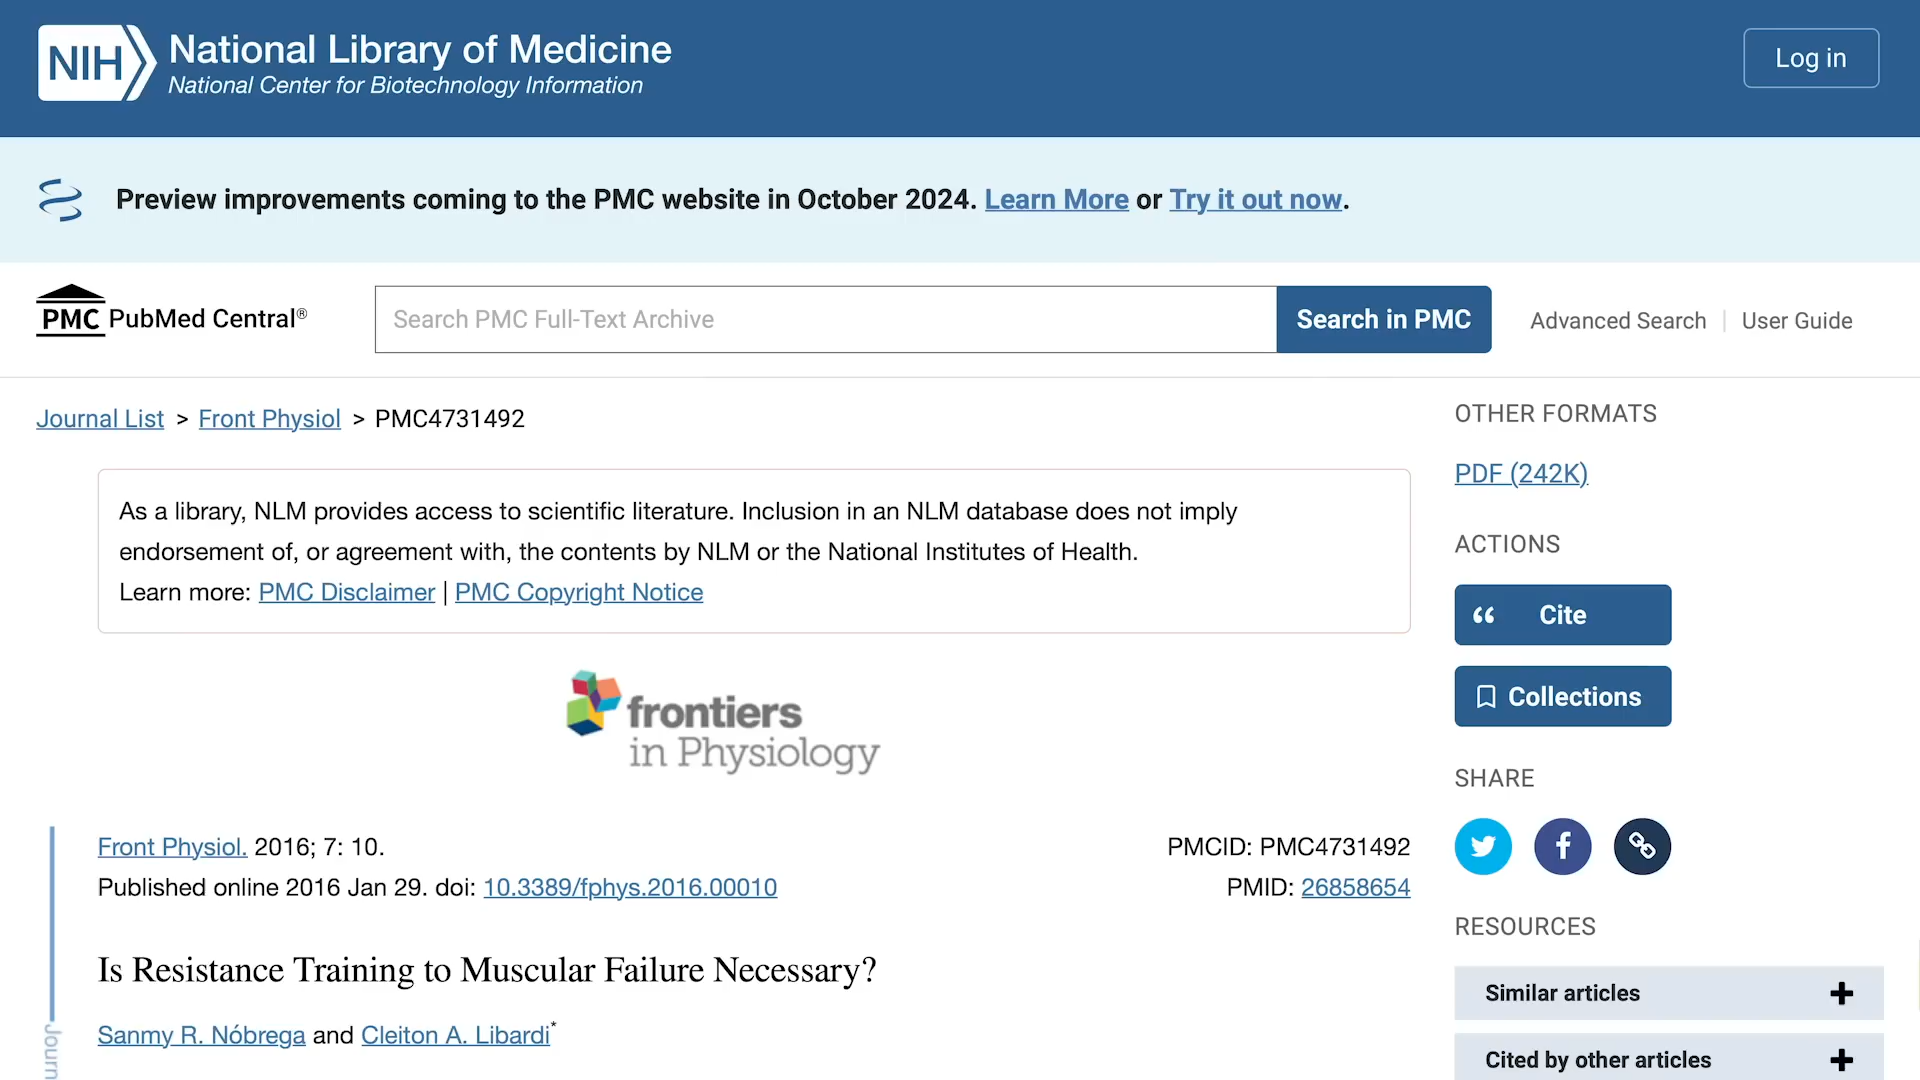 NIH National Library of Medicine
National Center for Biotechnology Information
Log in
Preview improvements coming to the PMC website in October 2024. Learn More or Try it out now.
PMC PubMed Central®
Search PMC Full-Text Archive
Search in PMC
Advanced Search | User Guide
Journal List > Front Physiol > PMC4731492
As a library, NLM provides access to scientific literature. Inclusion in an NLM database does not imply
endorsement of, or agreement with, the contents by NLM or the National Institutes of Health.
Learn more: PMC Disclaimer | PMC Copyright Notice
frontiers
in Physiology
Front Physiol. 2016; 7: 10.
Published online 2016 Jan 29. doi: 10.3389/fphys.2016.00010
PMCID: PMC4731492
PMID: 26858654
Is Resistance Training to Muscular Failure Necessary?
Sanmy R. Nóbrega and Cleiton A. Libardi*
Journ
OTHER FORMATS
PDF (242K)
ACTIONS
Cite
Collections
SHARE
RESOURCES
Similar articles
Cited by other articles